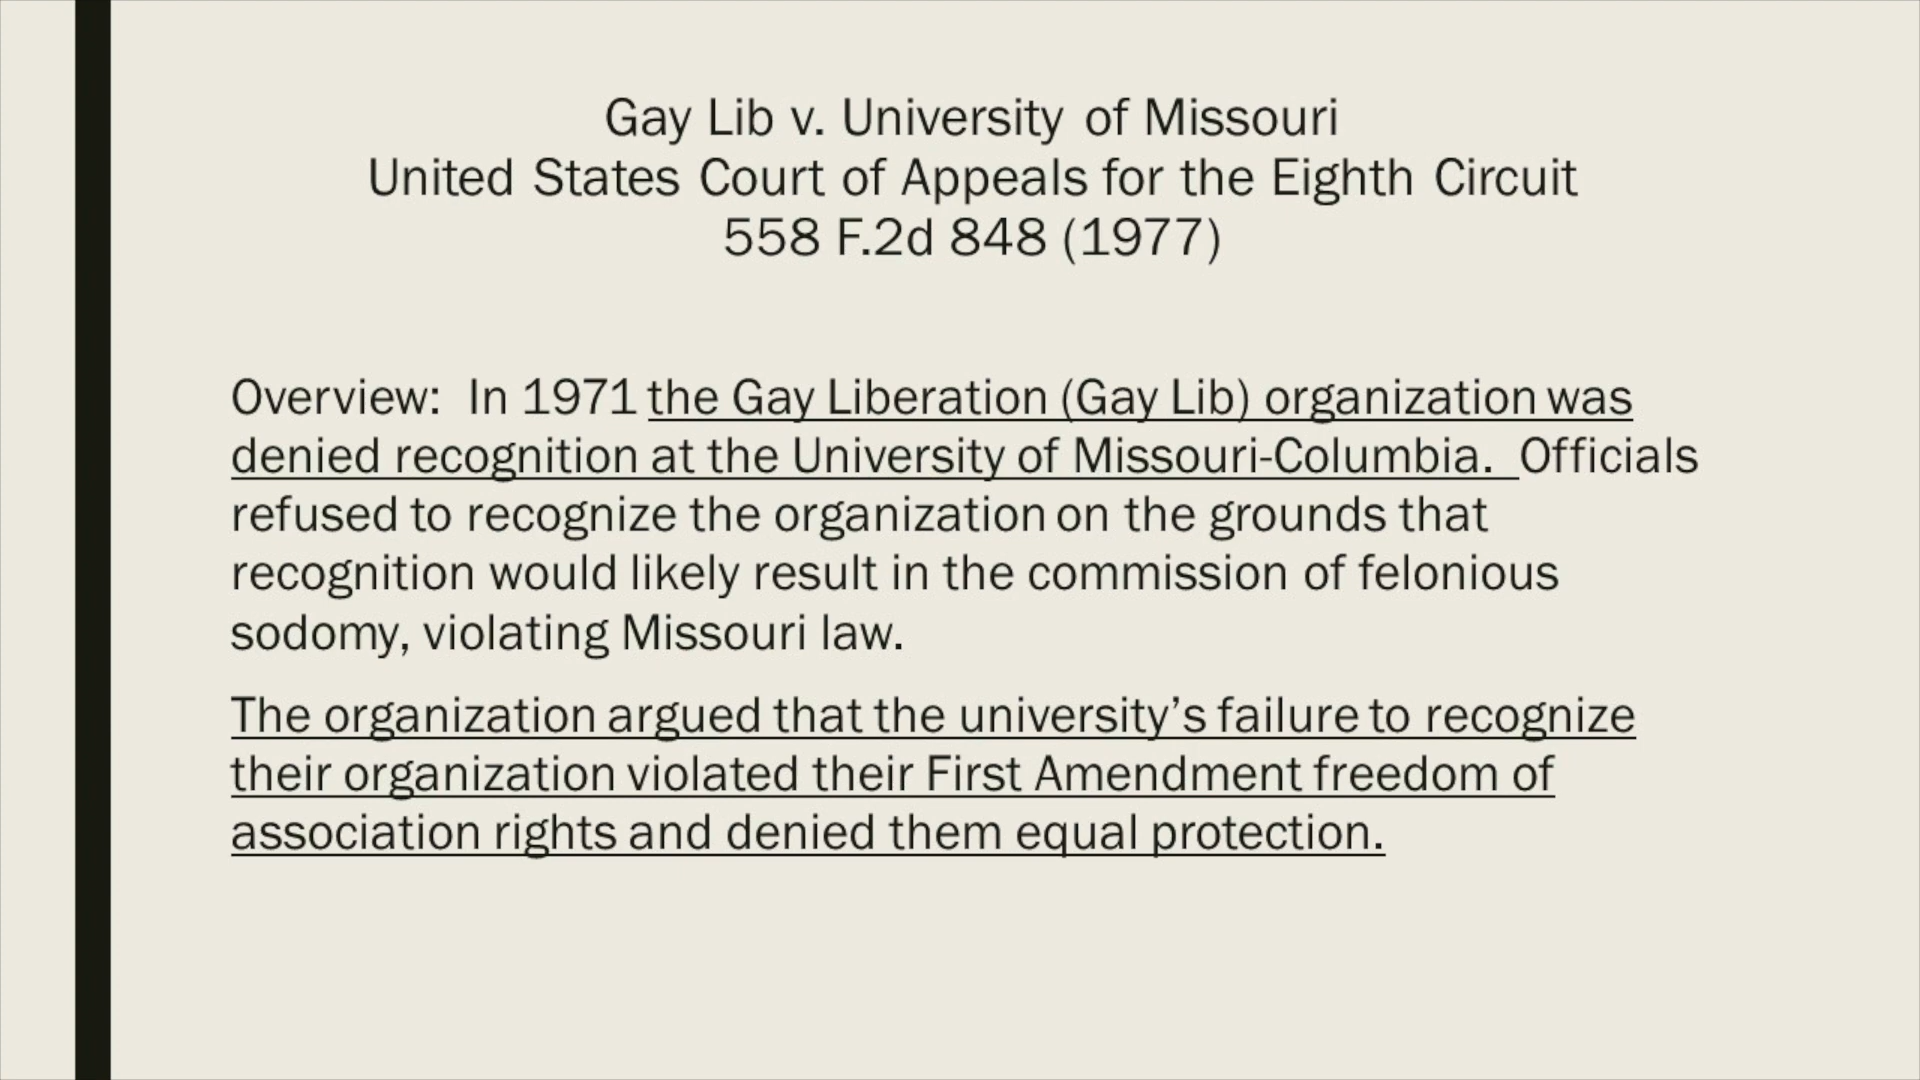 Gay Lib v. University of Missouri
United States Court of Appeals for the Eighth Circuit
558 F.2d 848 (1977)
Overview:  In 1971 the Gay Liberation (Gay Lib) organization was
denied recognition at the University of Missouri-Columbia.  Officials
refused to recognize the organization on the grounds that
recognition would likely result in the commission of felonious
sodomy, violating Missouri law.
The organization argued that the university’s failure to recognize
their organization violated their First Amendment freedom of
association rights and denied them equal protection.